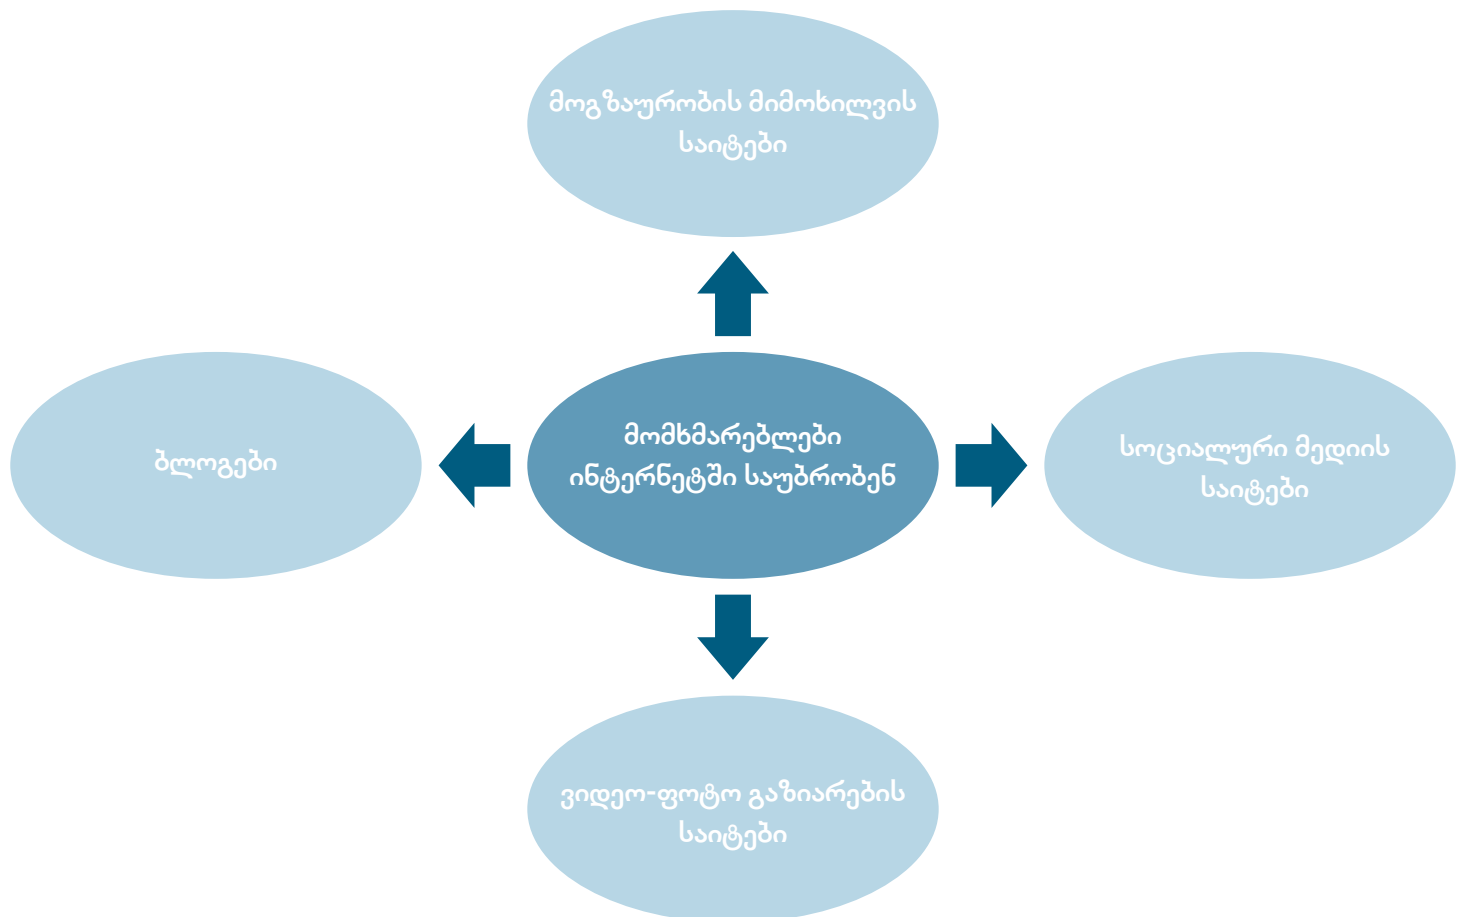 მოგზაურობის მიმოხილვის
საიტები
ბლოგები
მომხმარებლები
ინტერნეტში საუბრობენ
სოციალური მედიის
საიტები
ვიდეო-ფოტო გაზიარების
საიტები